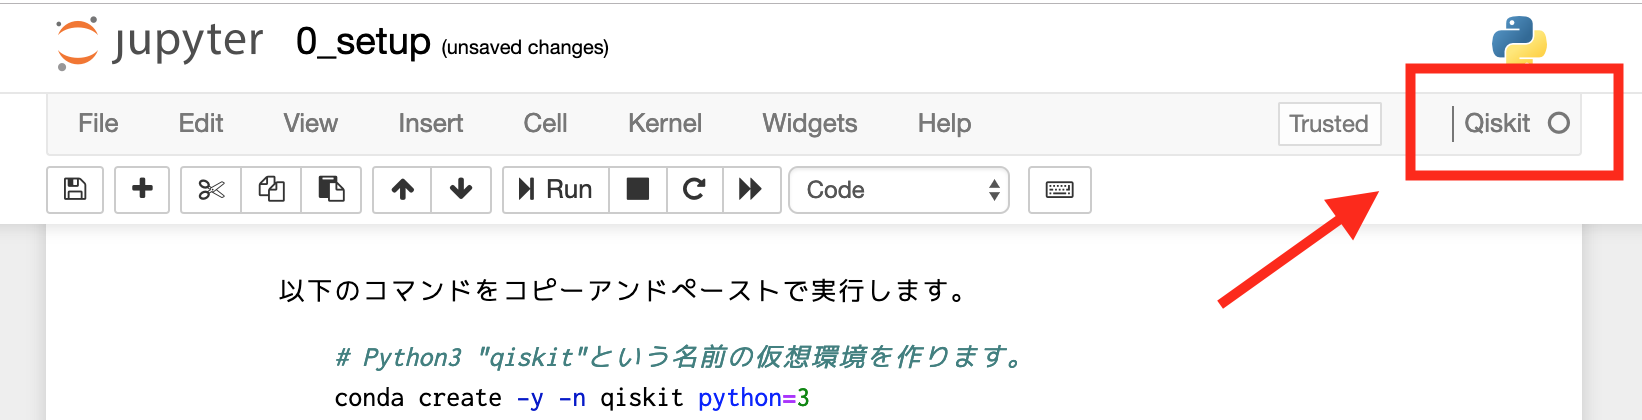 jupyter 0_setup (unsaved changes)
File Edit View Insert Cell Kernel Widgets Help Trusted Qiskit
Run Code
以下のコマンドをコピーアンドペーストで実行します。
# Python3 "qiskit"という名前の仮想環境を作ります。
conda create -y -n qiskit python=3